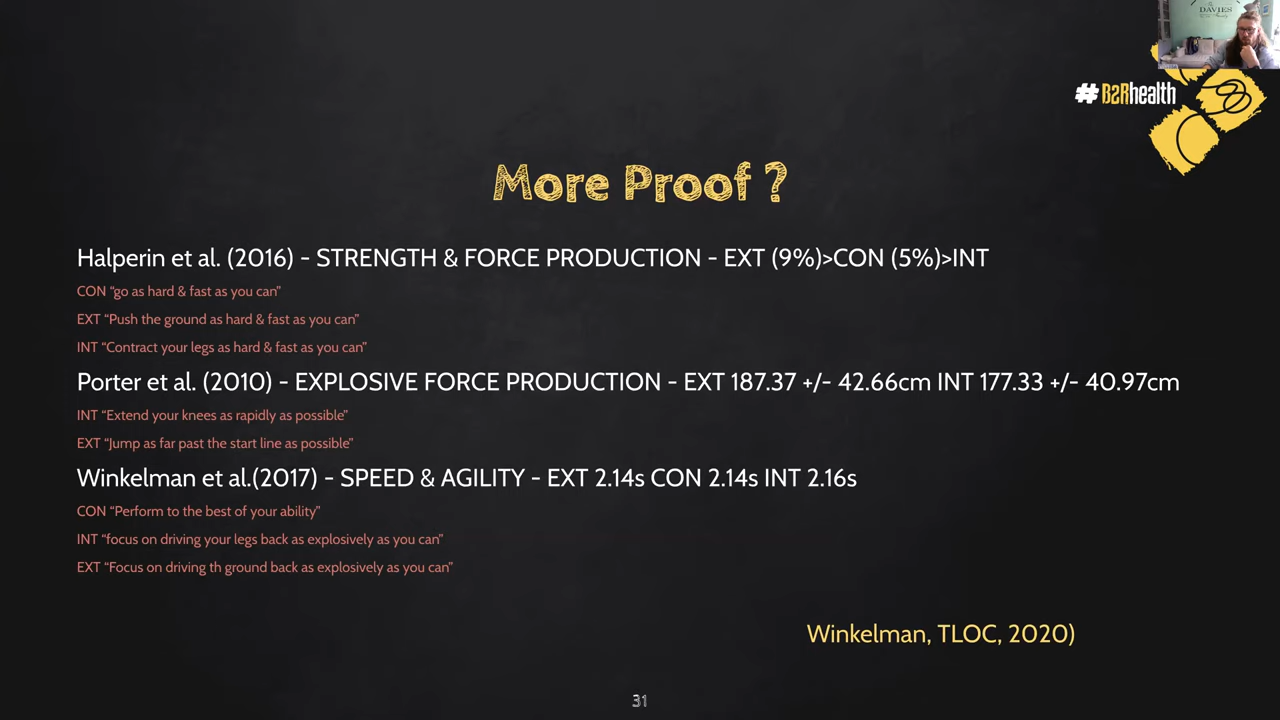 DAVIES
#B2Rhealth
More Proof ?
Halperin et al. (2016) - STRENGTH & FORCE PRODUCTION - EXT (9%)>CON (5%)>INT
CON “go as hard & fast as you can”
EXT “Push the ground as hard & fast as you can”
INT “Contract your legs as hard & fast as you can”
Porter et al. (2010) - EXPLOSIVE FORCE PRODUCTION - EXT 187.37 +/- 42.66cm INT 177.33 +/- 40.97cm
INT “Extend your knees as rapidly as possible”
EXT “Jump as far past the start line as possible”
Winkelman et al.(2017) - SPEED & AGILITY - EXT 2.14s CON 2.14s INT 2.16s
CON “Perform to the best of your ability”
INT “focus on driving your legs back as explosively as you can”
EXT “Focus on driving th ground back as explosively as you can”
Winkelman, TLOC, 2020)
31